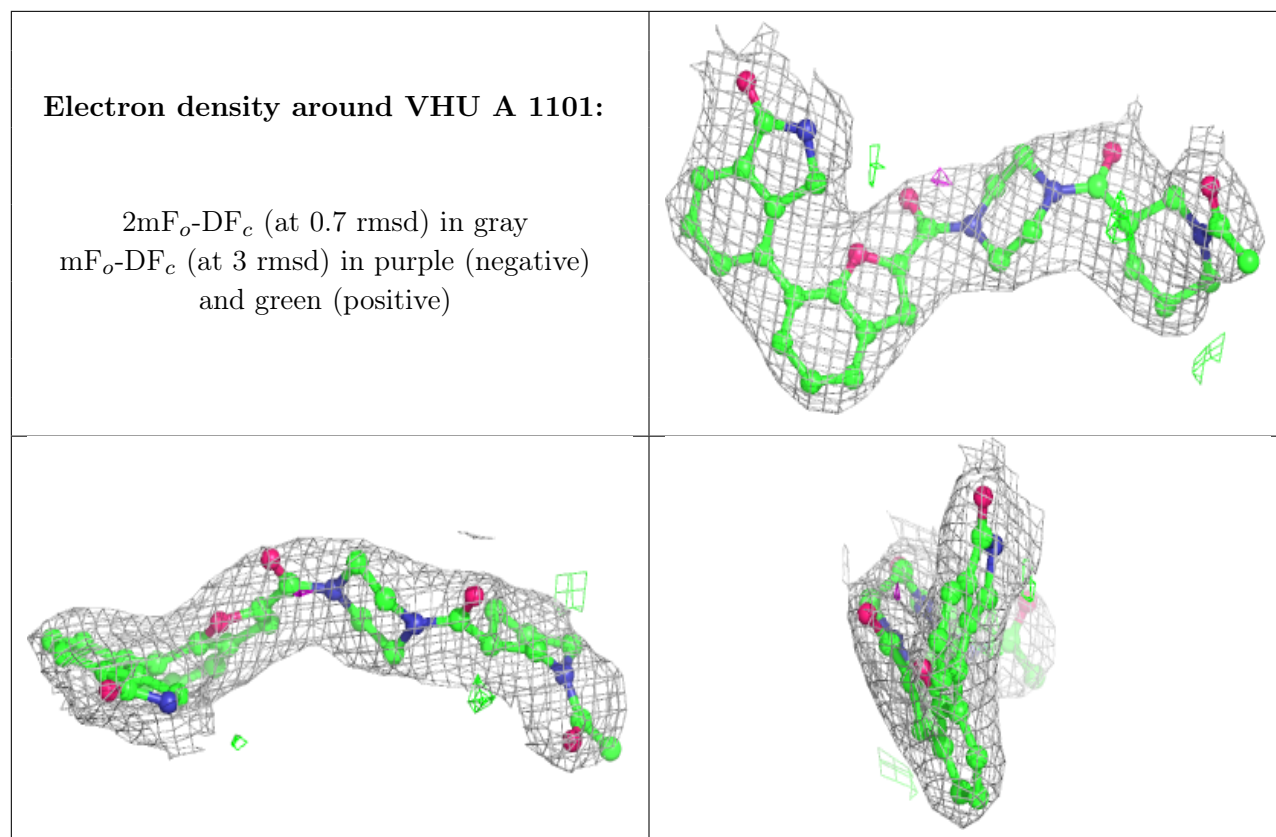 Electron density around VHU A 1101:
2mFₒ-DF𝒸 (at 0.7 rmsd) in gray
mFₒ-DF𝒸 (at 3 rmsd) in purple (negative)
and green (positive)